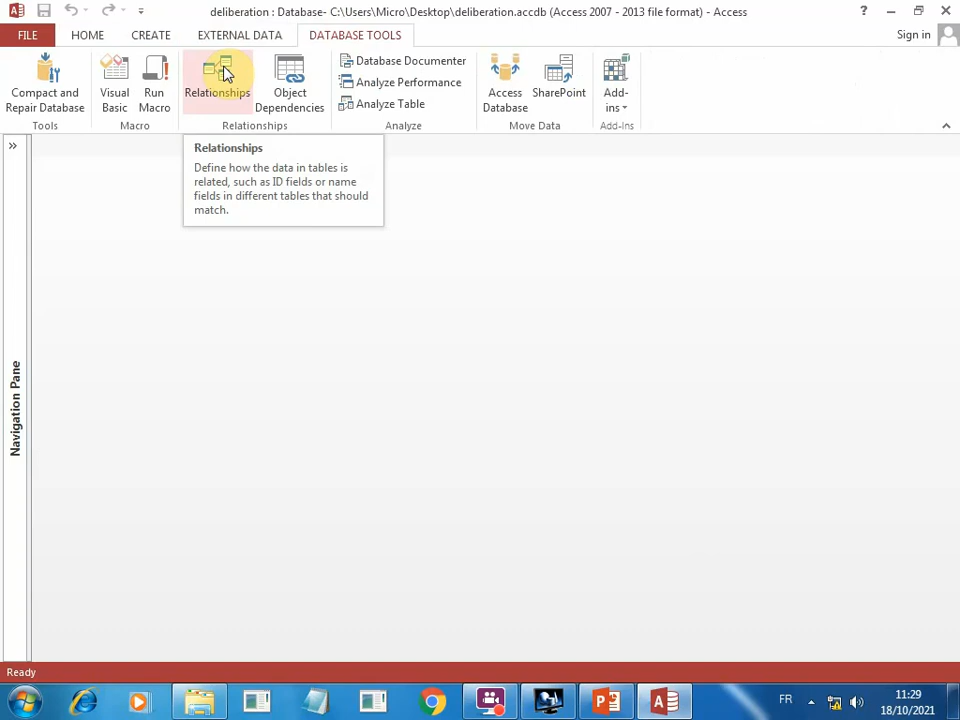 deliberation : Database- C:\Users\Micro\Desktop\deliberation.accdb (Access 2007 - 2013 file format) - Access
?
FILE HOME CREATE EXTERNAL DATA DATABASE TOOLS Sign in
Compact and Repair Database
Visual Basic
Run Macro
Relationships
Object Dependencies
Database Documenter
Analyze Performance
Analyze Table
Access Database
SharePoint
Add-ins
Tools Macro Relationships Analyze Move Data Add-Ins
Relationships
Define how the data in tables is
related, such as ID fields or name
fields in different tables that should
match.
Navigation Pane
Ready
FR
11:29
18/10/2021